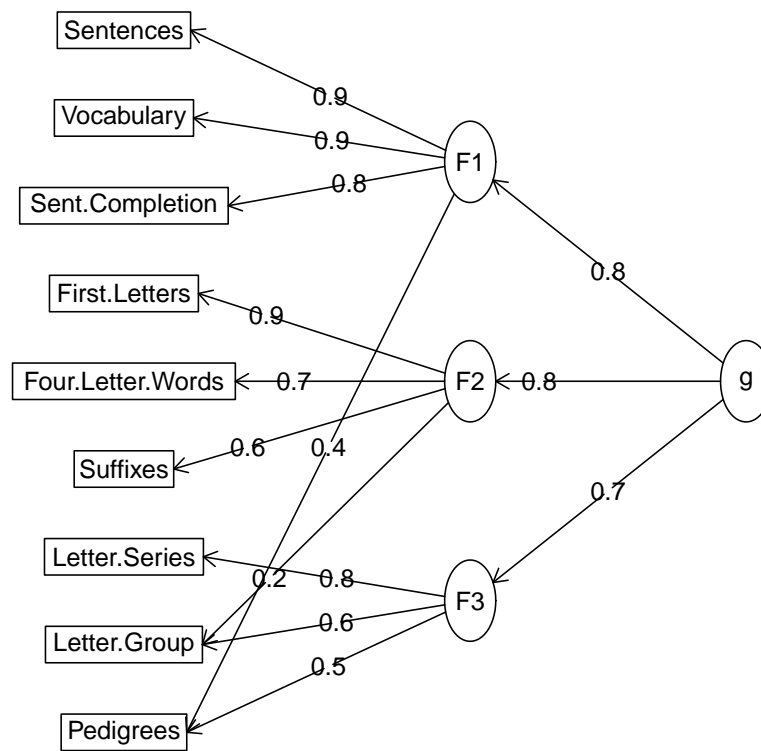 Sentences
0.9
Vocabulary
0.9
F1
0.8
Sent.Completion
0.8
First.Letters
0.9
Four.Letter.Words
0.7
F2
0.8
g
Suffixes
0.6
0.4
0.7
Letter.Series
0.2
0.8
F3
0.6
Letter.Group
0.5
Pedigrees